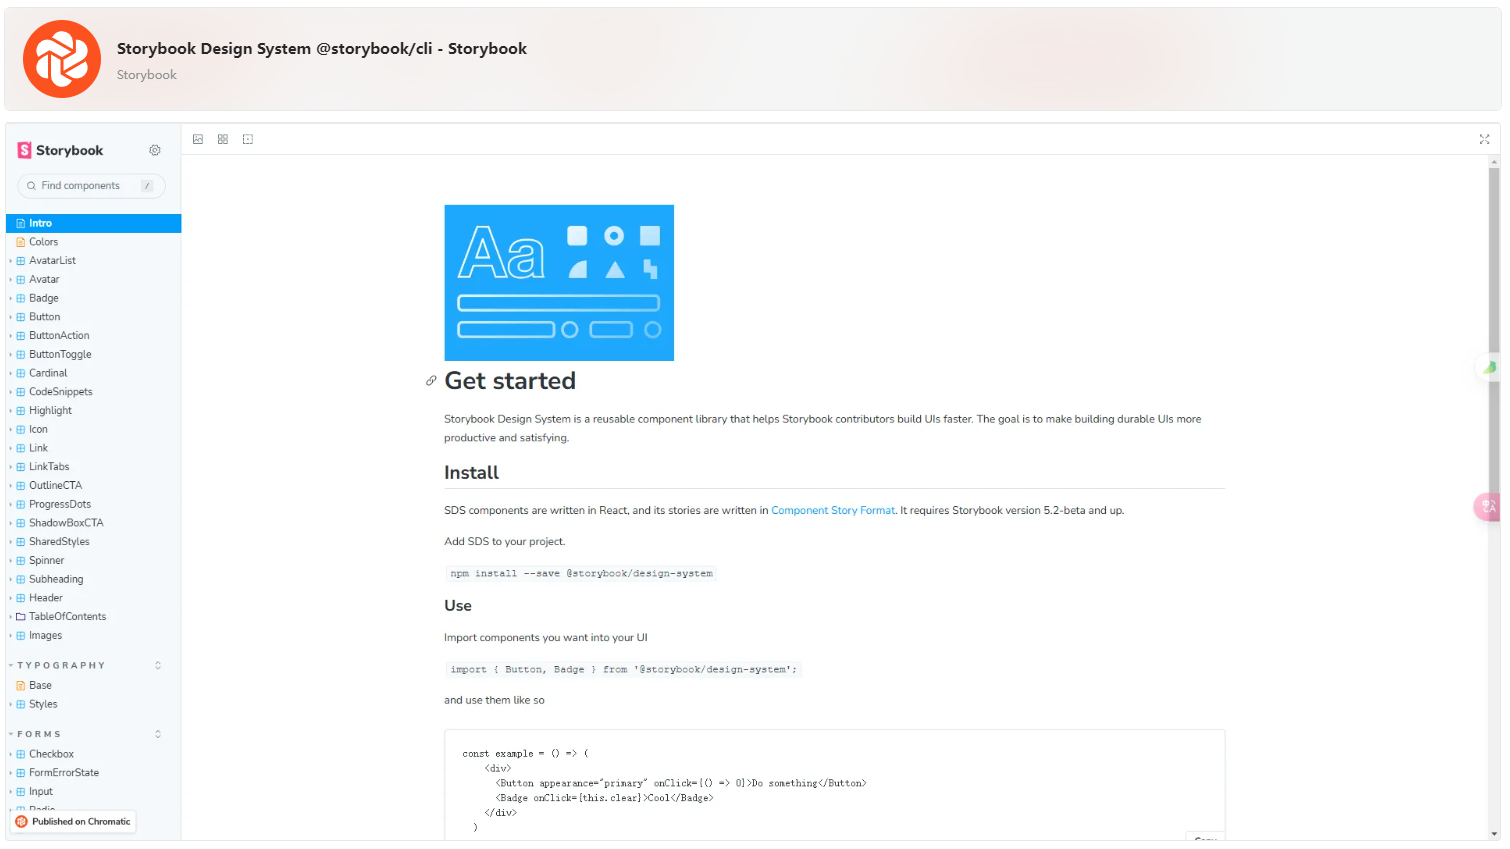 Storybook Design System @storybook/cli - Storybook
Storybook
Storybook
Find components /
Intro
Colors
AvatarList
Avatar
Badge
Button
ButtonAction
ButtonToggle
Cardinal
CodeSnippets
Highlight
Icon
Link
LinkTabs
OutlineCTA
ProgressDots
ShadowBoxCTA
SharedStyles
Spinner
Subheading
Header
TableOfContents
Images
TYPOGRAPHY
Base
Styles
FORMS
Checkbox
FormErrorState
Input
Radio
Published on Chromatic
Aa
Get started
Storybook Design System is a reusable component library that helps Storybook contributors build UIs faster. The goal is to make building durable UIs more
productive and satisfying.
Install
SDS components are written in React, and its stories are written in Component Story Format. It requires Storybook version 5.2-beta and up.
Add SDS to your project.
npm install --save @storybook/design-system
Use
Import components you want into your UI
import { Button, Badge } from '@storybook/design-system';
and use them like so
const example = () => (
<div>
<Button appearance="primary" onClick={() => 0}>Do something</Button>
<Badge onClick={this.clear}>Cool</Badge>
</div>
)
Copy